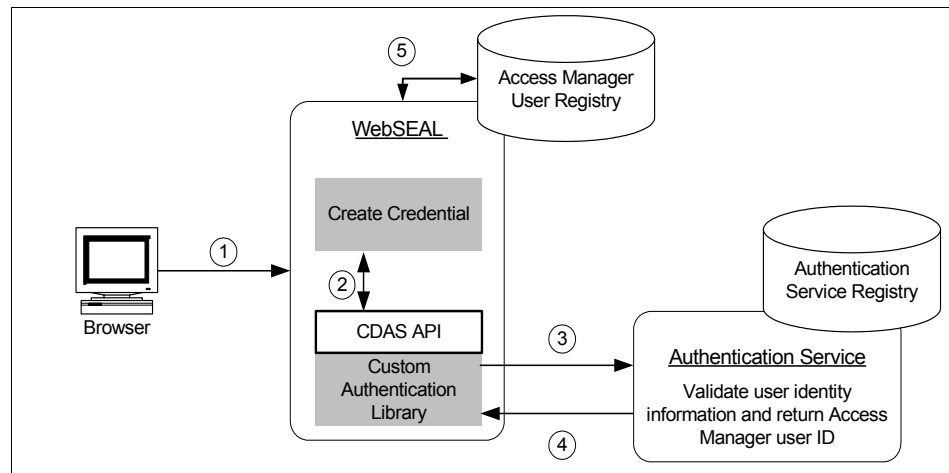 5
Access Manager
User Registry
WebSEAL
Create Credential
1
2
Browser
CDAS API
Custom
Authentication
Library
3
4
Authentication
Service Registry
Authentication Service
Validate user identity
information and return Access
Manager user ID